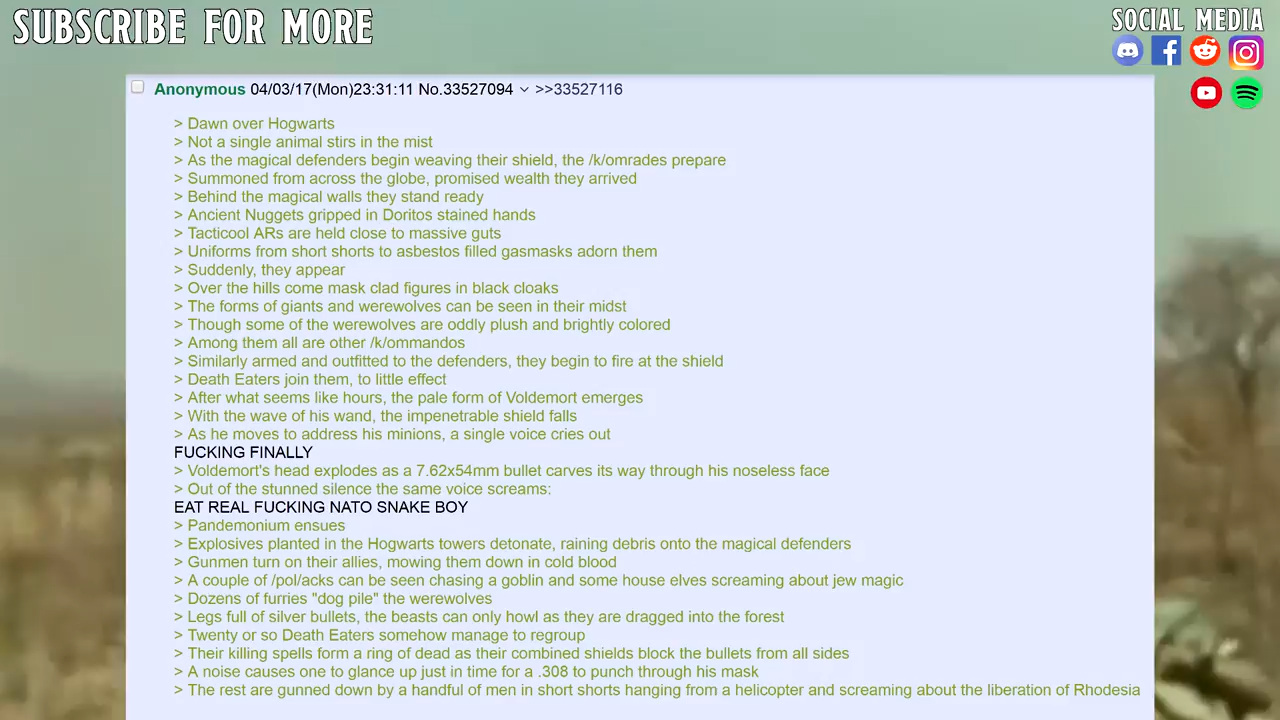 SUBSCRIBE FOR MORE
SOCIAL MEDIA
Anonymous 04/03/17(Mon)23:31:11 No.33527094 >>33527116
> Dawn over Hogwarts
> Not a single animal stirs in the mist
> As the magical defenders begin weaving their shield, the /k/omrades prepare
> Summoned from across the globe, promised wealth they arrived
> Behind the magical walls they stand ready
> Ancient Nuggets gripped in Doritos stained hands
> Tacticool ARs are held close to massive guts
> Uniforms from short shorts to asbestos filled gasmasks adorn them
> Suddenly, they appear
> Over the hills come mask clad figures in black cloaks
> The forms of giants and werewolves can be seen in their midst
> Though some of the werewolves are oddly plush and brightly colored
> Among them all are other /k/ommandos
> Similarly armed and outfitted to the defenders, they begin to fire at the shield
> Death Eaters join them, to little effect
> After what seems like hours, the pale form of Voldemort emerges
> With the wave of his wand, the impenetrable shield falls
> As he moves to address his minions, a single voice cries out
FUCKING FINALLY
> Voldemort's head explodes as a 7.62x54mm bullet carves its way through his noseless face
> Out of the stunned silence the same voice screams:
EAT REAL FUCKING NATO SNAKE BOY
> Pandemonium ensues
> Explosives planted in the Hogwarts towers detonate, raining debris onto the magical defenders
> Gunmen turn on their allies, mowing them down in cold blood
> A couple of /pol/acks can be seen chasing a goblin and some house elves screaming about jew magic
> Dozens of furries "dog pile" the werewolves
> Legs full of silver bullets, the beasts can only howl as they are dragged into the forest
> Twenty or so Death Eaters somehow manage to regroup
> Their killing spells form a ring of dead as their combined shields block the bullets from all sides
> A noise causes one to glance up just in time for a .308 to punch through his mask
> The rest are gunned down by a handful of men in short shorts hanging from a helicopter and screaming about the liberation of Rhodesia